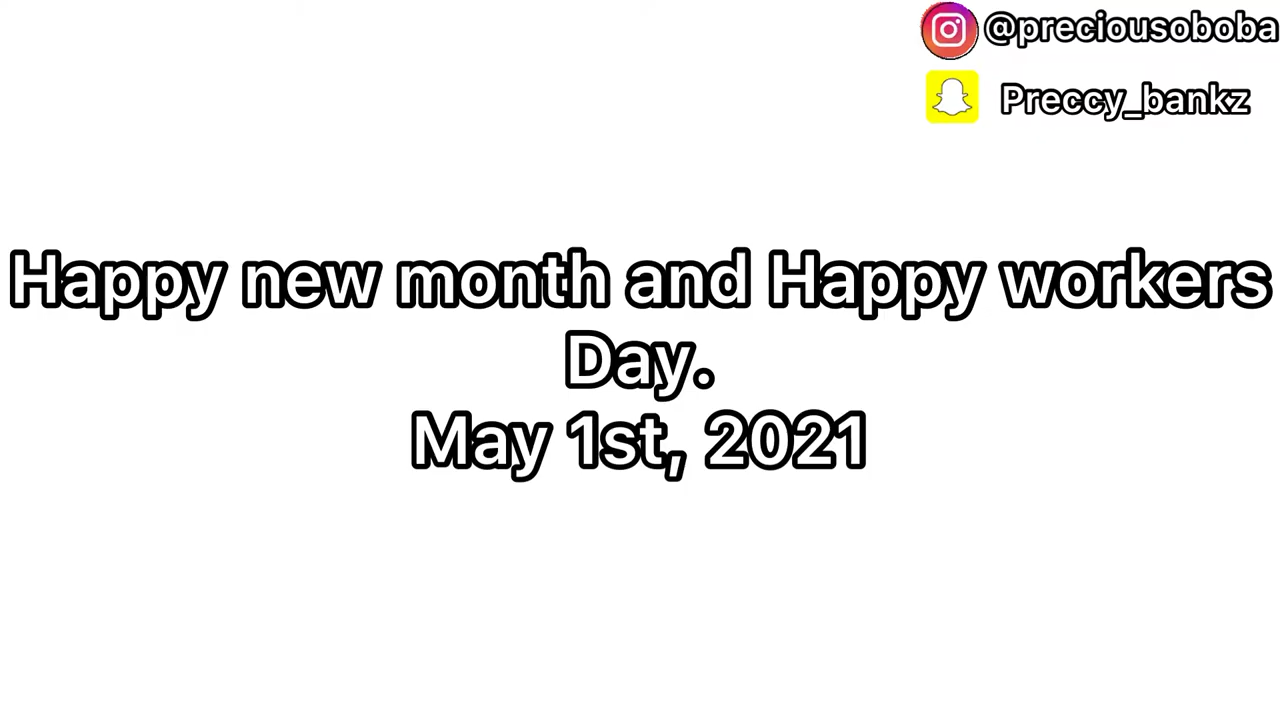 @preciousoboba
Preccy_bankz
Happy new month and Happy workers
Day.
May 1st, 2021